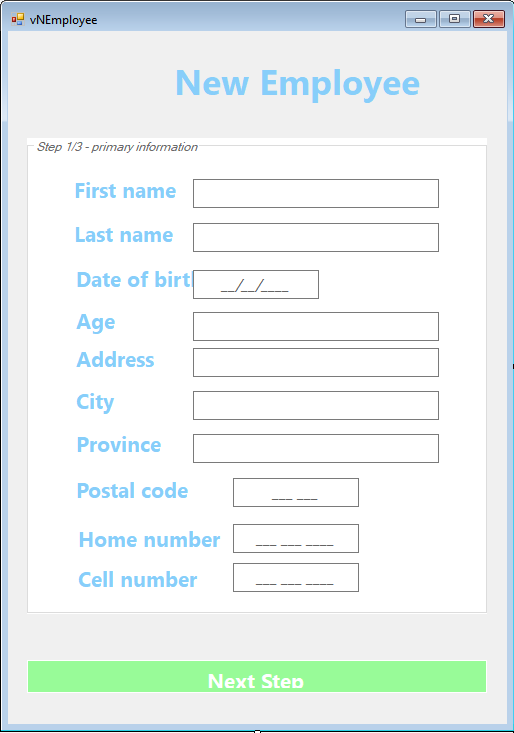 vNEmployee
New Employee
Step 1/3 - primary information
First name
Last name
Date of birth __/__/____
Age
Address
City
Province
Postal code ___ ___
Home number ___ ___ ____
Cell number ___ ___ ____
Next Step